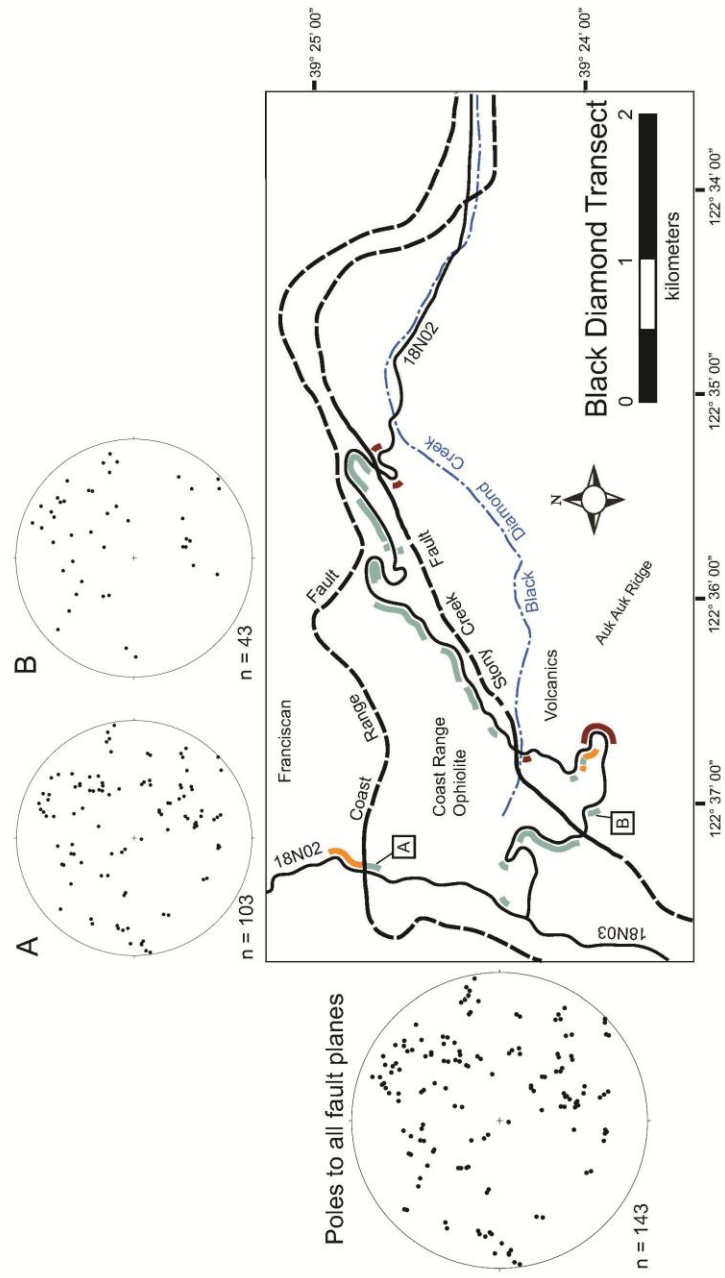 A
n = 103
B
n = 43
Poles to all fault planes
n = 143
18N02
Franciscan
Fault
Range
Coast
A
Coast Range
Ophiolite
Stony
Creek
Fault
18N02
Volcanics
Black
Diamond
Creek
B
Auk Auk Ridge
18N03
N
Black Diamond Transect
0
1
2
kilometers
39° 25' 00"
39° 24' 00"
122° 37' 00"
122° 36' 00"
122° 35' 00"
122° 34' 00"